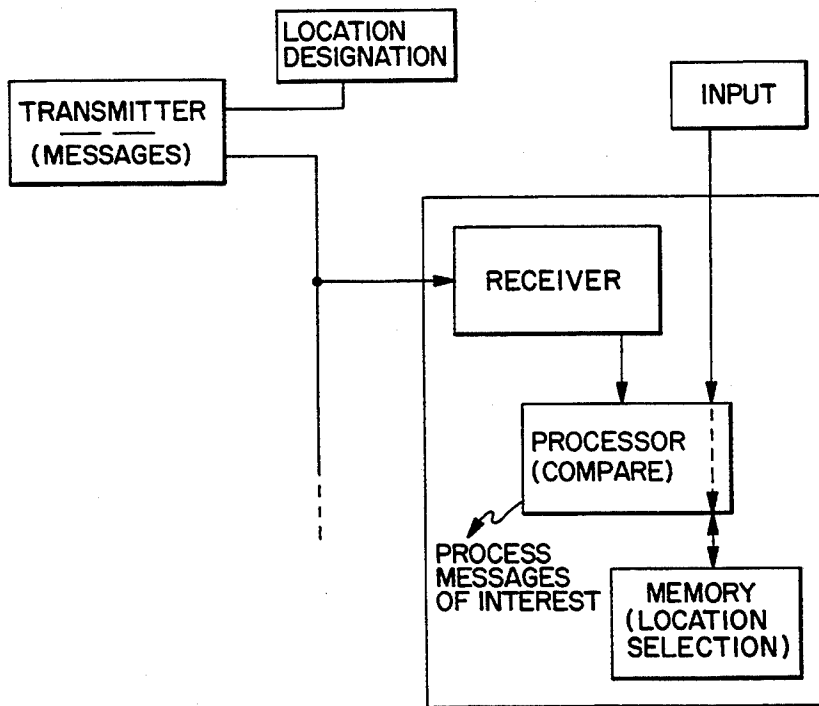 LOCATION
DESIGNATION
TRANSMITTER
(MESSAGES)
INPUT
RECEIVER
PROCESSOR
(COMPARE)
PROCESS
MESSAGES
OF INTEREST
MEMORY
(LOCATION
SELECTION)